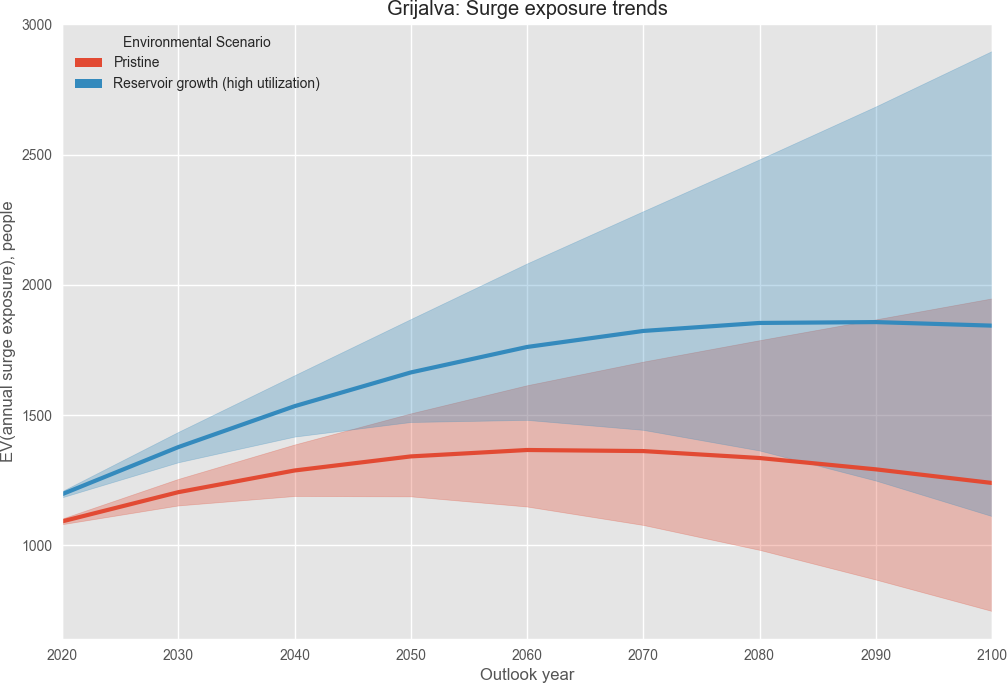 Grijalva: Surge exposure trends
Environmental Scenario
Pristine
Reservoir growth (high utilization)
EV(annual surge exposure), people
3000
2500
2000
1500
1000
2020 2030 2040 2050 2060 2070 2080 2090 2100
Outlook year